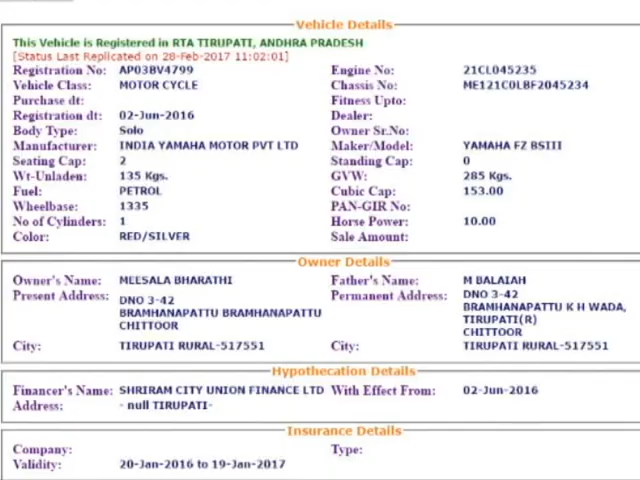 Vehicle Details
This Vehicle is Registered in RTA TIRUPATI, ANDHRA PRADESH
[Status Last Replicated on 28-Feb-2017 11:02:01]
Registration No: AP03BV4799 Engine No: 21CL045235
Vehicle Class: MOTOR CYCLE Chassis No: ME121C0LBF2045234
Purchase dt: Fitness Upto:
Registration dt: 02-Jun-2016 Dealer:
Body Type: Solo Owner Sr.No:
Manufacturer: INDIA YAMAHA MOTOR PVT LTD Maker/Model: YAMAHA FZ BSIII
Seating Cap: 2 Standing Cap: 0
Wt-Unladen: 135 Kgs. GVW: 285 Kgs.
Fuel: PETROL Cubic Cap: 153.00
Wheelbase: 1335 PAN-GIR No:
No of Cylinders: 1 Horse Power: 10.00
Color: RED/SILVER Sale Amount:
Owner Details
Owner's Name: MEESALA BHARATHI Father's Name: M BALAIAH
Present Address: DNO 3-42 Permanent Address: DNO 3-42
BRAMHANAPATTU BRAMHANAPATTU BRAMHANAPATTU K H WADA,
CHITTOOR TIRUPATI(R)
CHITTOOR
City: TIRUPATI RURAL-517551 City: TIRUPATI RURAL-517551
Hypothecation Details
Financer's Name: SHRIRAM CITY UNION FINANCE LTD With Effect From: 02-Jun-2016
Address: - null TIRUPATI-
Insurance Details
Company: Type:
Validity: 20-Jan-2016 to 19-Jan-2017